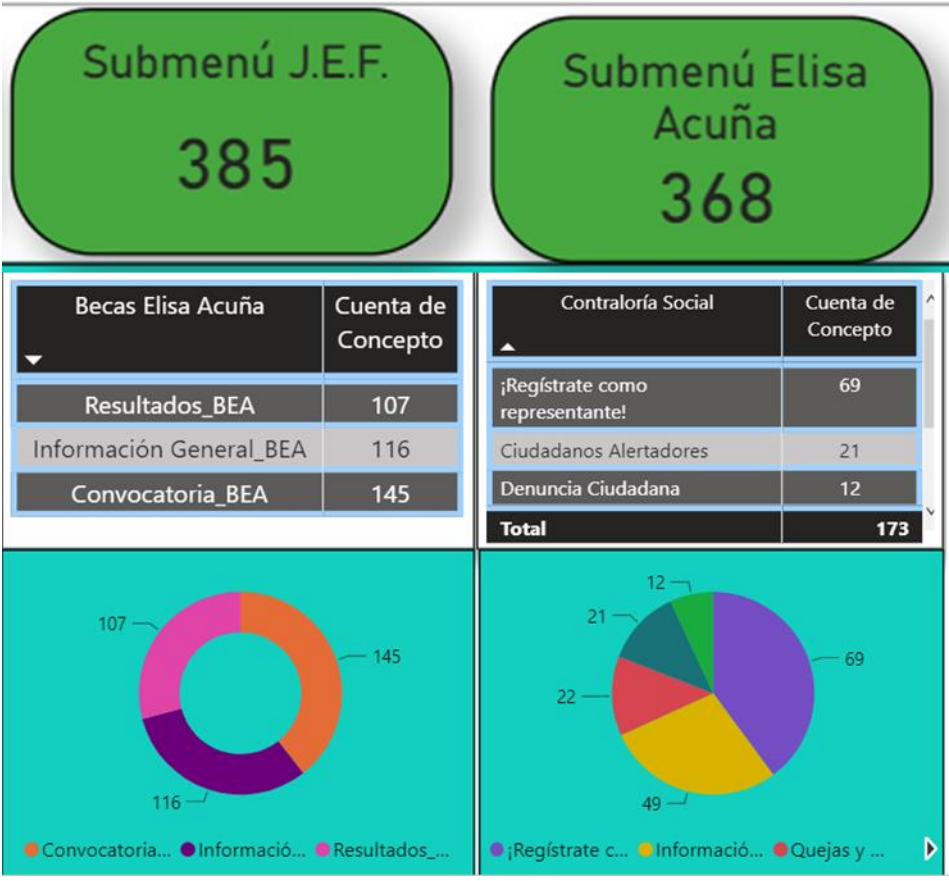 Submenú J.E.F.
385
Submenú Elisa
Acuña
368
Becas Elisa Acuña
Cuenta de
Concepto
Resultados_BEA 107
Información General_BEA 116
Convocatoria_BEA 145
Contraloría Social
Cuenta de
Concepto
¡Regístrate como
representante!
69
Ciudadanos Alertadores 21
Denuncia Ciudadana 12
Total 173
107
145
116
Convocatoria... Informació... Resultados_...
12
21
69
22
49
¡Regístrate c... Informació... Quejas y ...